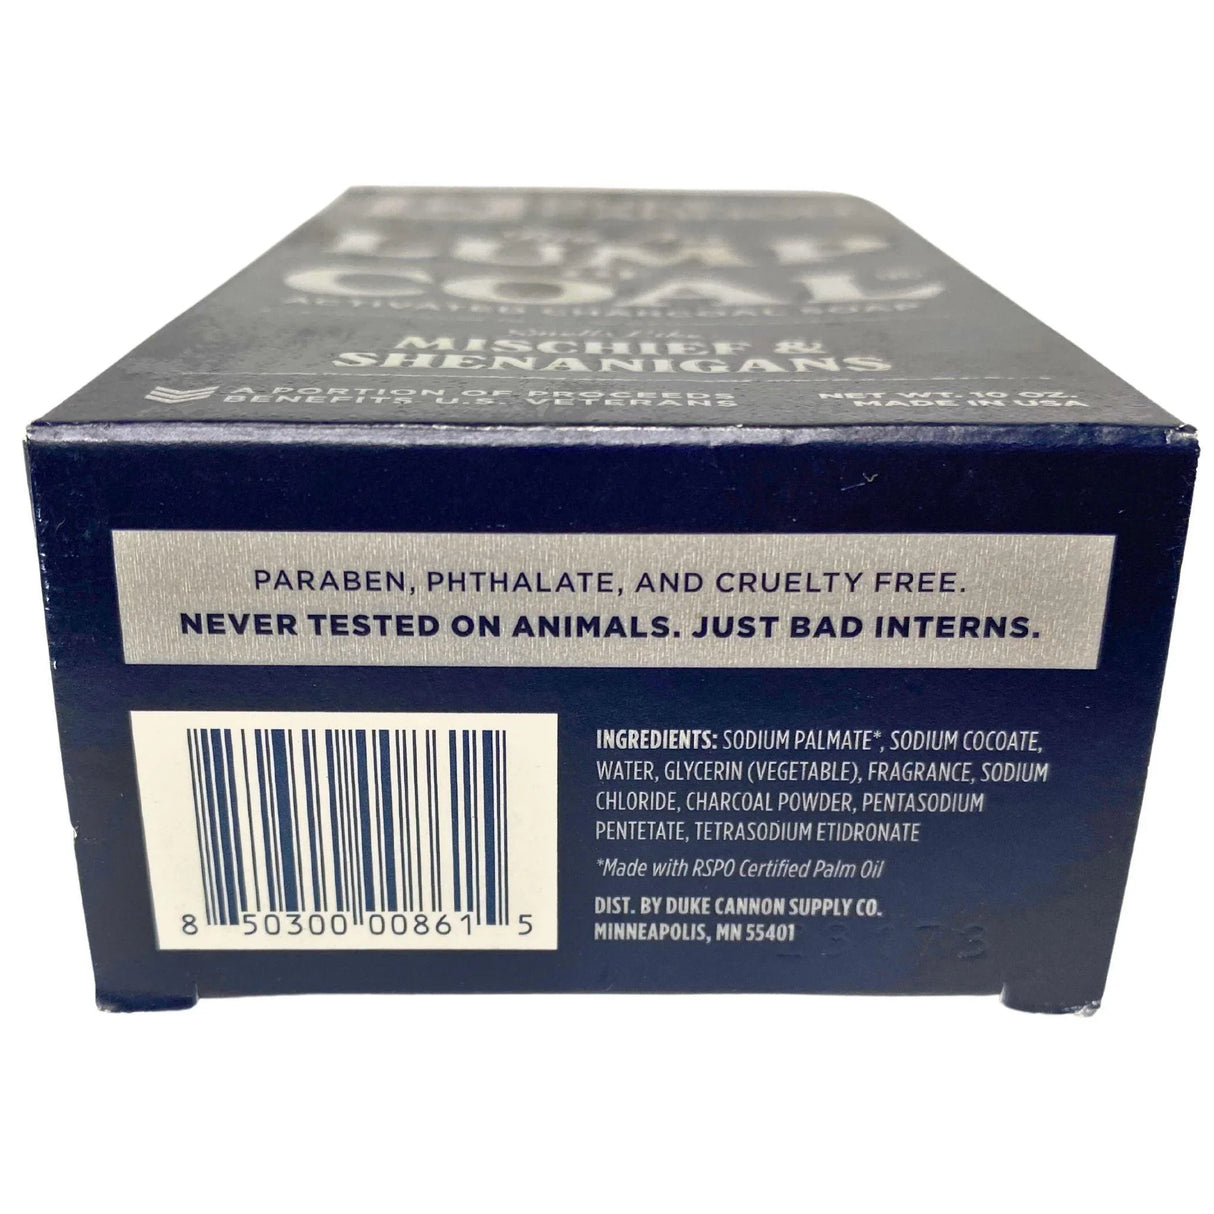 LUMP
COAL®
ACTIVATED CHARCOAL SOAP
Smells Like
MISCHIEF &
SHENANIGANS
A PORTION OF PROCEEDS
BENEFITS U.S. VETERANS
NET WT. 10 OZ.
MADE IN USA
PARABEN, PHTHALATE, AND CRUELTY FREE.
NEVER TESTED ON ANIMALS. JUST BAD INTERNS.
8 50300 00861 5
INGREDIENTS: SODIUM PALMATE*, SODIUM COCOATE,
WATER, GLYCERIN (VEGETABLE), FRAGRANCE, SODIUM
CHLORIDE, CHARCOAL POWDER, PENTASODIUM
PENTETATE, TETRASODIUM ETIDRONATE
*Made with RSPO Certified Palm Oil
DIST. BY DUKE CANNON SUPPLY CO.
MINNEAPOLIS, MN 55401